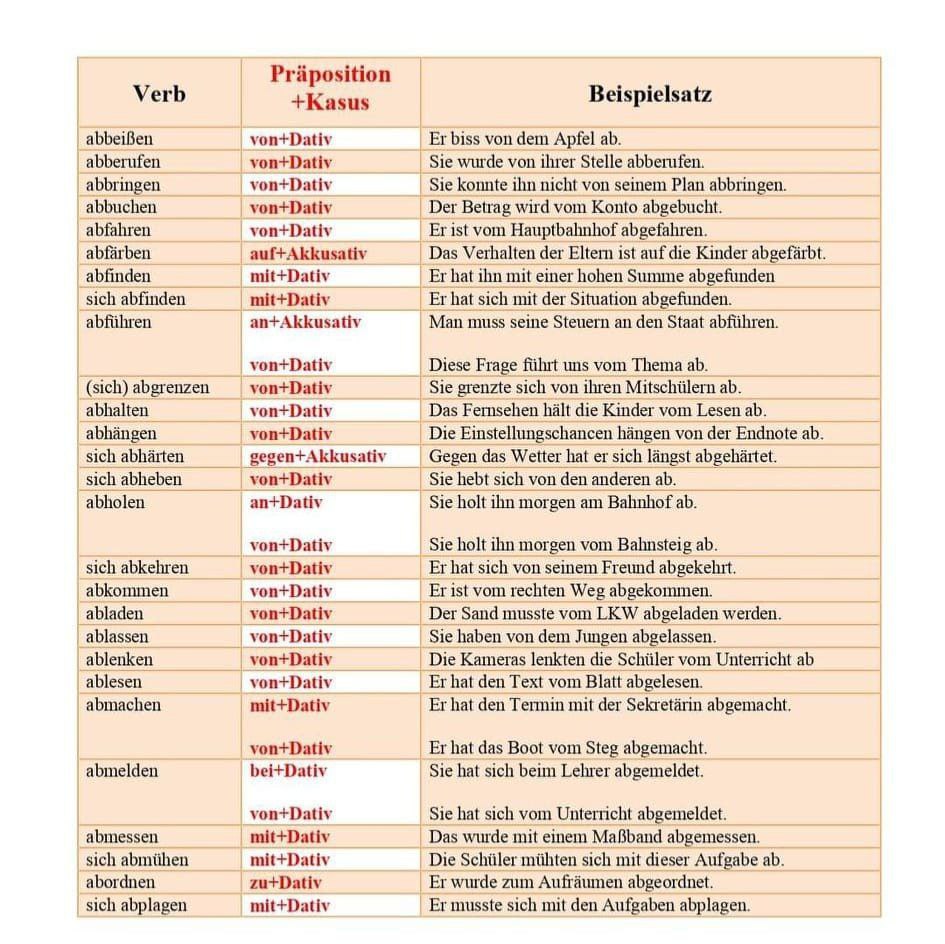 Verb Präposition +Kasus Beispielsatz
abbeißen von+Dativ Er biss von dem Apfel ab.
abberufen von+Dativ Sie wurde von ihrer Stelle abberufen.
abbringen von+Dativ Sie konnte ihn nicht von seinem Plan abbringen.
abbuchen von+Dativ Der Betrag wird vom Konto abgebucht.
abfahren von+Dativ Er ist vom Hauptbahnhof abgefahren.
abfärben auf+Akkusativ Das Verhalten der Eltern ist auf die Kinder abgefärbt.
abfinden mit+Dativ Er hat ihn mit einer hohen Summe abgefunden
sich abfinden mit+Dativ Er hat sich mit der Situation abgefunden.
abführen an+Akkusativ Man muss seine Steuern an den Staat abführen.
von+Dativ Diese Frage führt uns vom Thema ab.
(sich) abgrenzen von+Dativ Sie grenzte sich von ihren Mitschülern ab.
abhalten von+Dativ Das Fernsehen hält die Kinder vom Lesen ab.
abhängen von+Dativ Die Einstellungschancen hängen von der Endnote ab.
sich abhärten gegen+Akkusativ Gegen das Wetter hat er sich längst abgehärtet.
sich abheben von+Dativ Sie hebt sich von den anderen ab.
abholen an+Dativ Sie holt ihn morgen am Bahnhof ab.
von+Dativ Sie holt ihn morgen vom Bahnsteig ab.
sich abkehren von+Dativ Er hat sich von seinem Freund abgekehrt.
abkommen von+Dativ Er ist vom rechten Weg abgekommen.
abladen von+Dativ Der Sand musste vom LKW abgeladen werden.
ablassen von+Dativ Sie haben von dem Jungen abgelassen.
ablenken von+Dativ Die Kameras lenkten die Schüler vom Unterricht ab
ablesen von+Dativ Er hat den Text vom Blatt abgelesen.
abmachen mit+Dativ Er hat den Termin mit der Sekretärin abgemacht.
von+Dativ Er hat das Boot vom Steg abgemacht.
abmelden bei+Dativ Sie hat sich beim Lehrer abgemeldet.
von+Dativ Sie hat sich vom Unterricht abgemeldet.
abmessen mit+Dativ Das wurde mit einem Maßband abgemessen.
sich abmühen mit+Dativ Die Schüler mühten sich mit dieser Aufgabe ab.
abordnen zu+Dativ Er wurde zum Aufräumen abgeordnet.
sich abplagen mit+Dativ Er musste sich mit den Aufgaben abplagen.